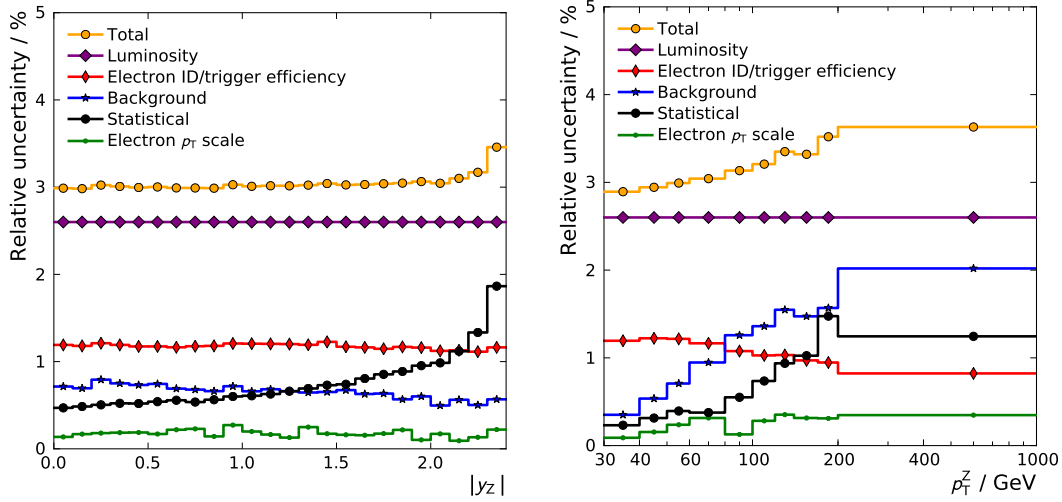 Relative uncertainty / %
5
4
3
2
1
0
Total
Luminosity
Electron ID/trigger efficiency
Background
Statistical
Electron pT scale
0.0 0.5 1.0 1.5 2.0
|yZ|
Relative uncertainty / %
5
4
3
2
1
0
Total
Luminosity
Electron ID/trigger efficiency
Background
Statistical
Electron pT scale
30 40 60 100 200 400 1000
pTZ / GeV